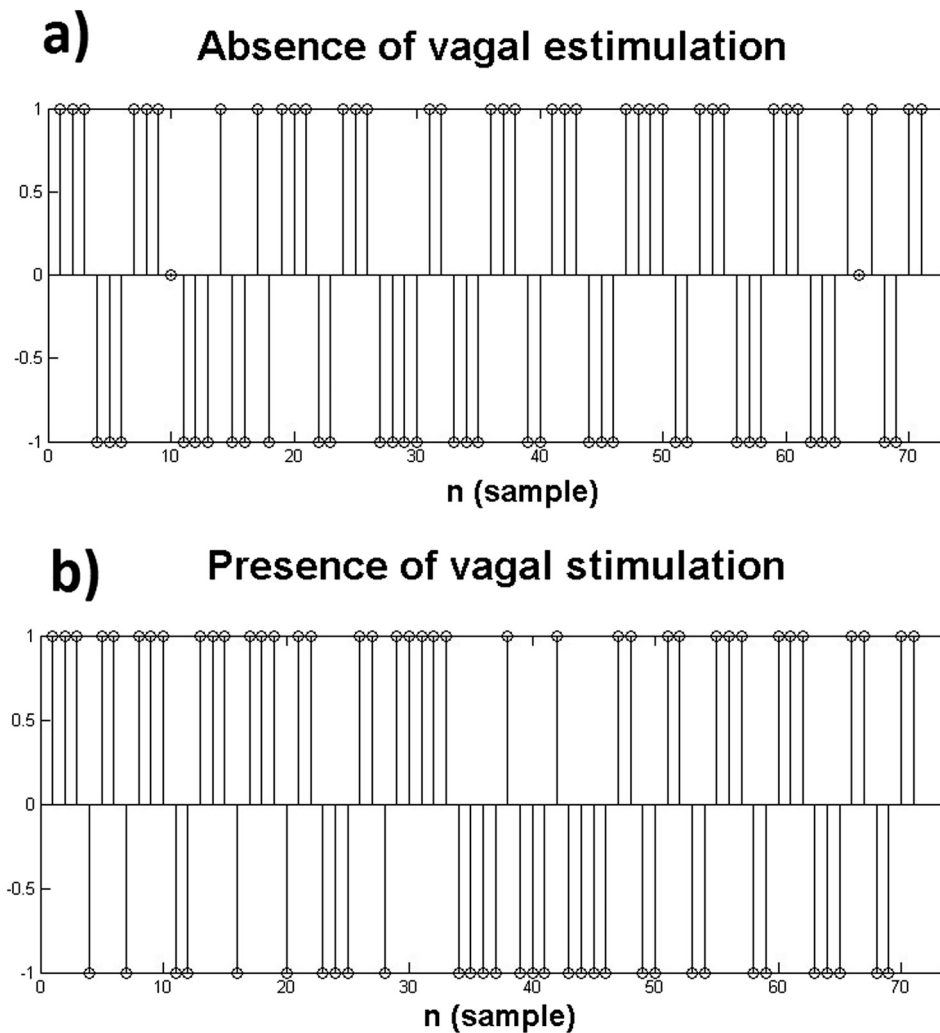 a)
Absence of vagal estimulation
1
0.5
0
-0.5
-1
0 10 20 30 40 50 60 70
n (sample)
b)
Presence of vagal stimulation
1
0.5
0
-0.5
-1
0 10 20 30 40 50 60 70
n (sample)